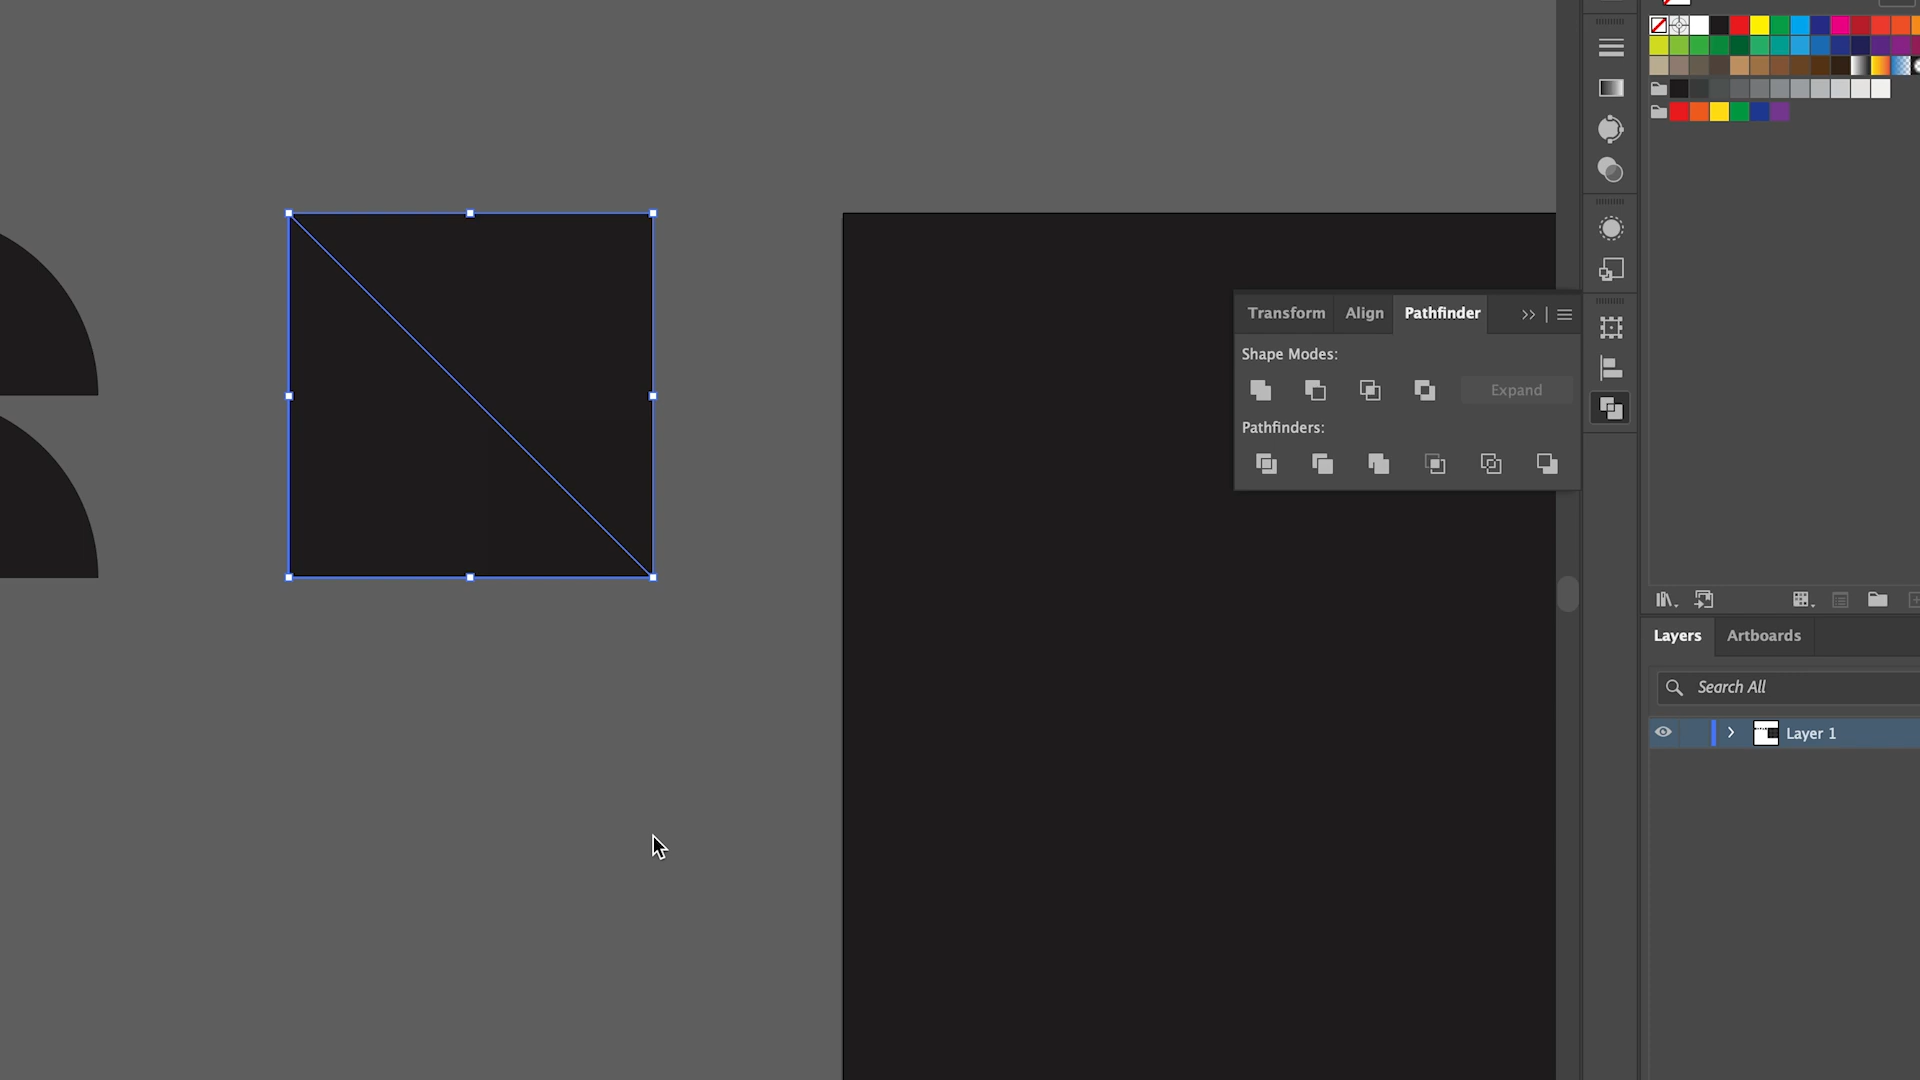 Transform Align Pathfinder
Shape Modes:
Expand
Pathfinders:
Layers Artboards
Search All
Layer 1